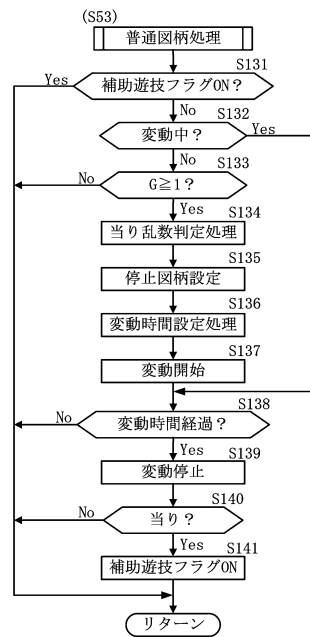 (S53)
普通図柄処理
S131
補助遊技フラグON？
Yes
No
S132
変動中？
Yes
No
S133
G≧1？
No
Yes
S134
当り乱数判定処理
S135
停止図柄設定
S136
変動時間設定処理
S137
変動開始
S138
変動時間経過？
No
Yes
S139
変動停止
S140
当り？
No
Yes
S141
補助遊技フラグON
リターン